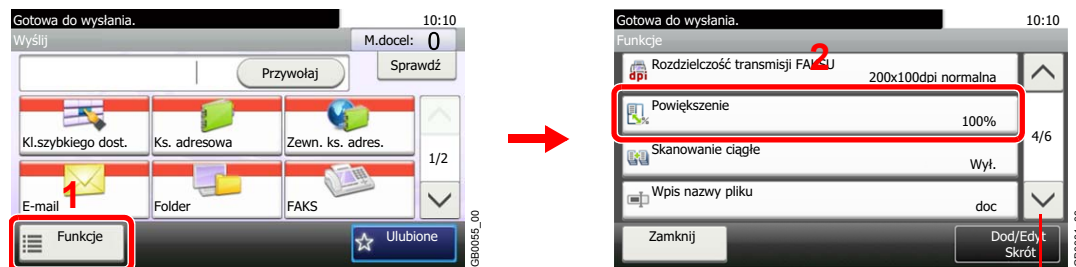 Gotowa do wysłania.
10:10
Wyślij
M.docel: 0
Przywołaj
Sprawdź
Kl.szybkiego dost.
Ks. adresowa
Zewn. ks. adres.
1/2
1
E-mail
Folder
FAKS
Funkcje
Ulubione
GB0055_00
Gotowa do wysłania.
10:10
Funkcje
2
dpi
Rozdzielczość transmisji FAKSU
200x100dpi normalna
Powiększenie
100%
4/6
Skanowanie ciągłe
Wył.
Wpis nazwy pliku
doc
Zamknij
Dod/Edyt
Skrót